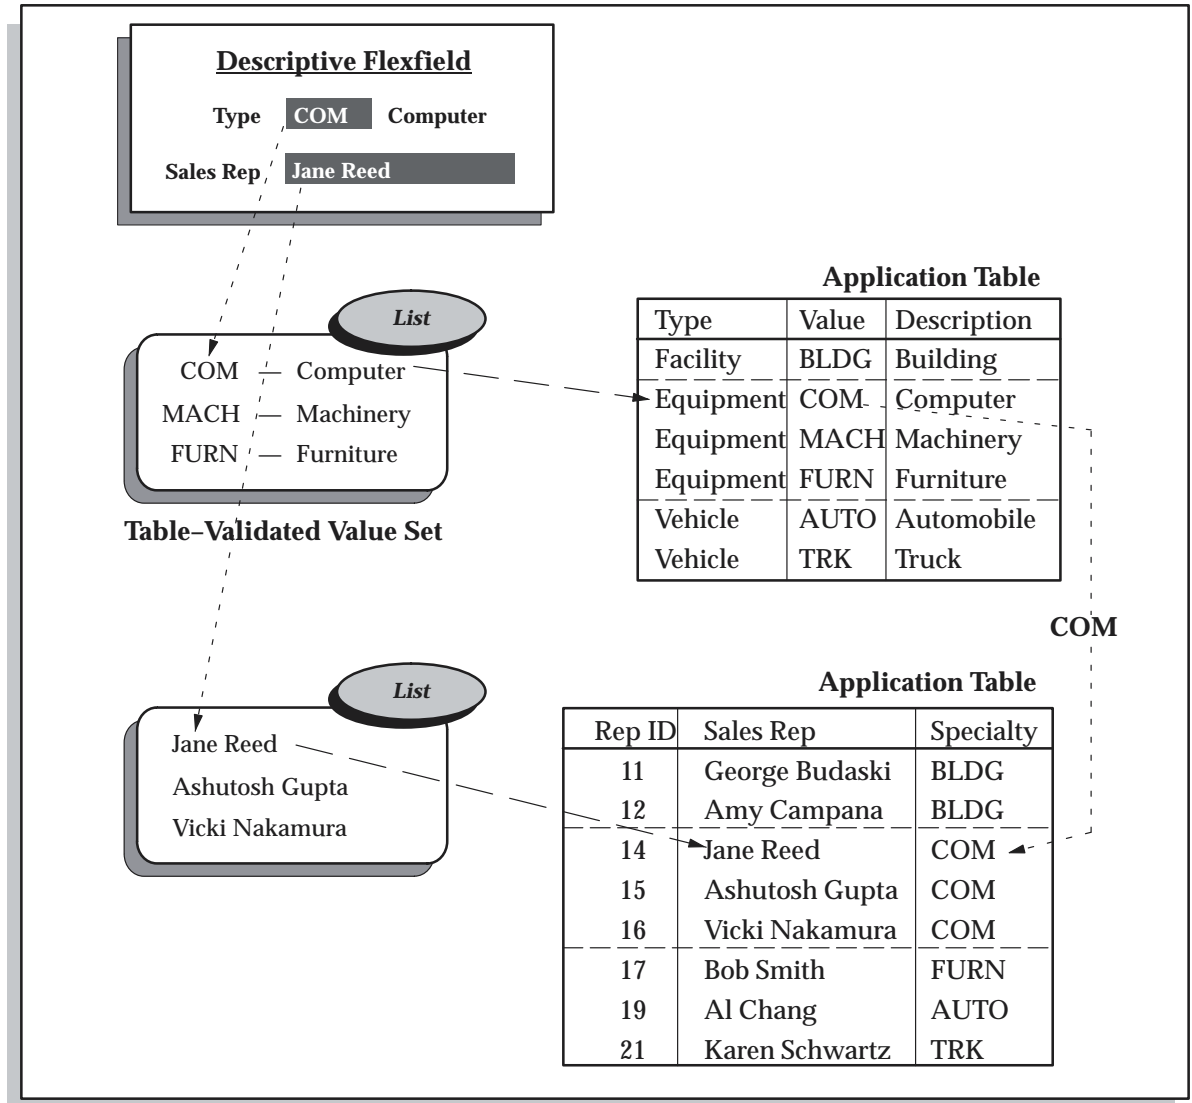 Descriptive Flexfield
Type COM Computer
Sales Rep Jane Reed
List
COM — Computer
MACH — Machinery
FURN — Furniture
Table–Validated Value Set
Application Table
Type Value Description
Facility BLDG Building
Equipment COM Computer
Equipment MACH Machinery
Equipment FURN Furniture
Vehicle AUTO Automobile
Vehicle TRK Truck
COM
List
Jane Reed
Ashutosh Gupta
Vicki Nakamura
Application Table
Rep ID Sales Rep Specialty
11 George Budaski BLDG
12 Amy Campana BLDG
14 Jane Reed COM
15 Ashutosh Gupta COM
16 Vicki Nakamura COM
17 Bob Smith FURN
19 Al Chang AUTO
21 Karen Schwartz TRK